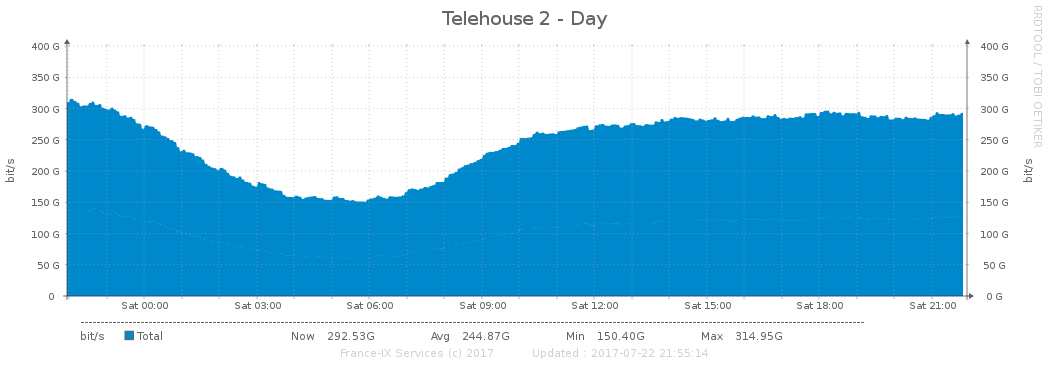 Telehouse 2 - Day
RRDTOOL / TOBI OETIKER
400 G 400 G
350 G 350 G
300 G 300 G
250 G 250 G
200 G 200 G
150 G 150 G
100 G 100 G
50 G 50 G
0 0 G
bit/s
bit/s
Sat 00:00 Sat 03:00 Sat 06:00 Sat 09:00 Sat 12:00 Sat 15:00 Sat 18:00 Sat 21:00
bit/s Total Now 292.53G Avg 244.87G Min 150.40G Max 314.95G
France-IX Services (c) 2017 Updated : 2017-07-22 21:55:14